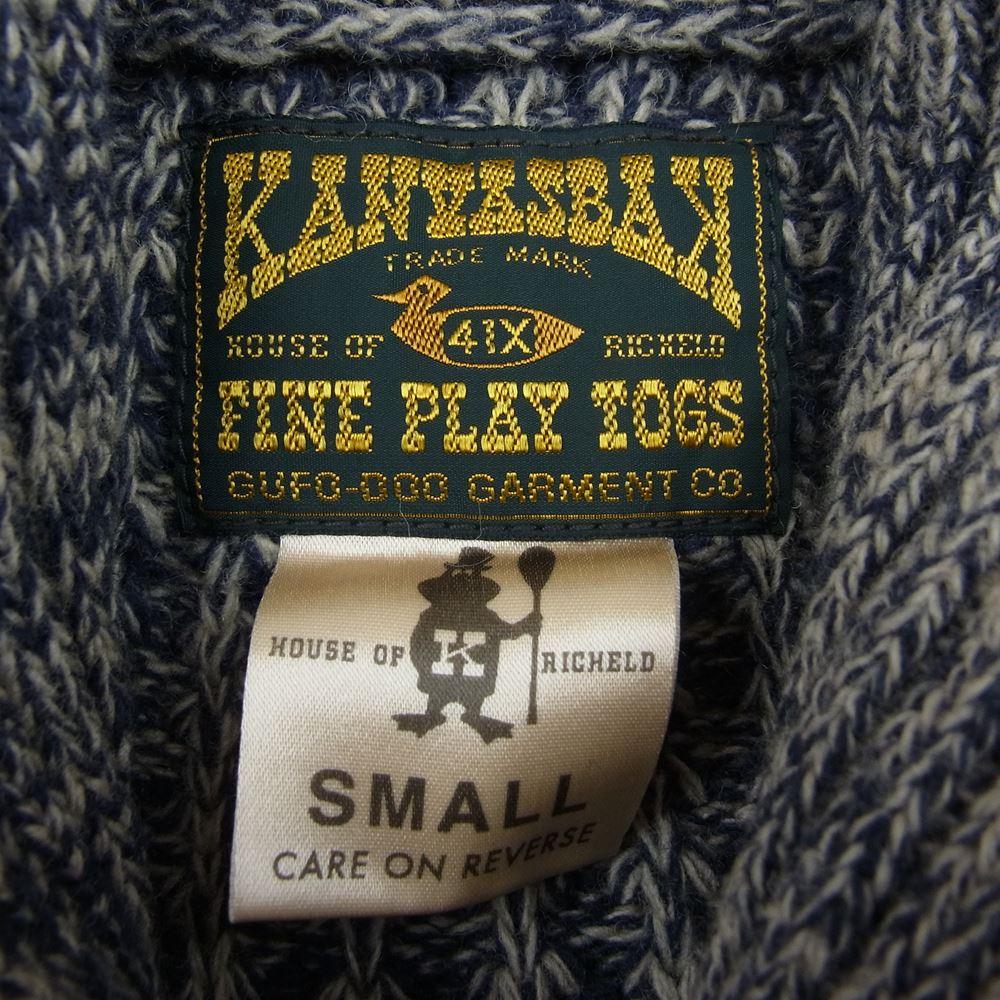 KANVASBAK
TRADE MARK
HOUSE OF 41X RICHELD
FINE PLAY TOGS
GUFO-DOO GARMENT CO.
HOUSE OF K RICHELD
SMALL
CARE ON REVERSE